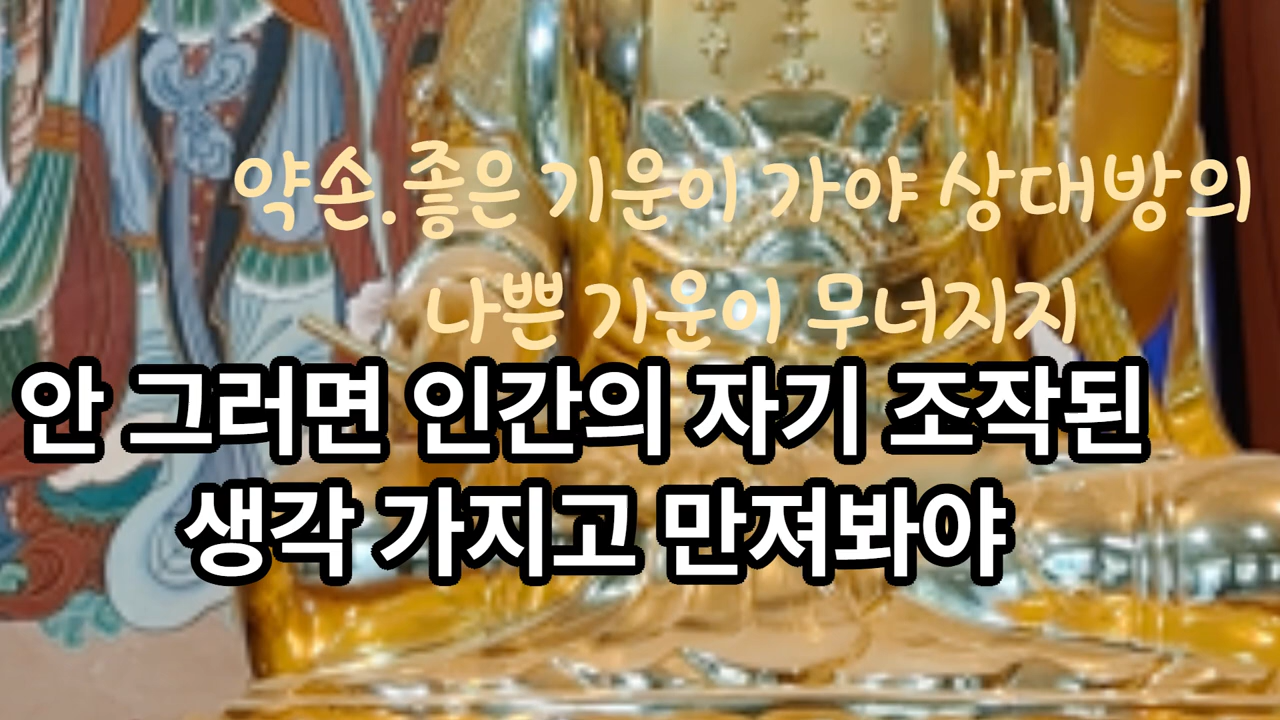 약손.좋은 기운이 가야 상대방의
나쁜 기운이 무너지지
안 그러면 인간의 자기 조작된
생각 가지고 만져봐야